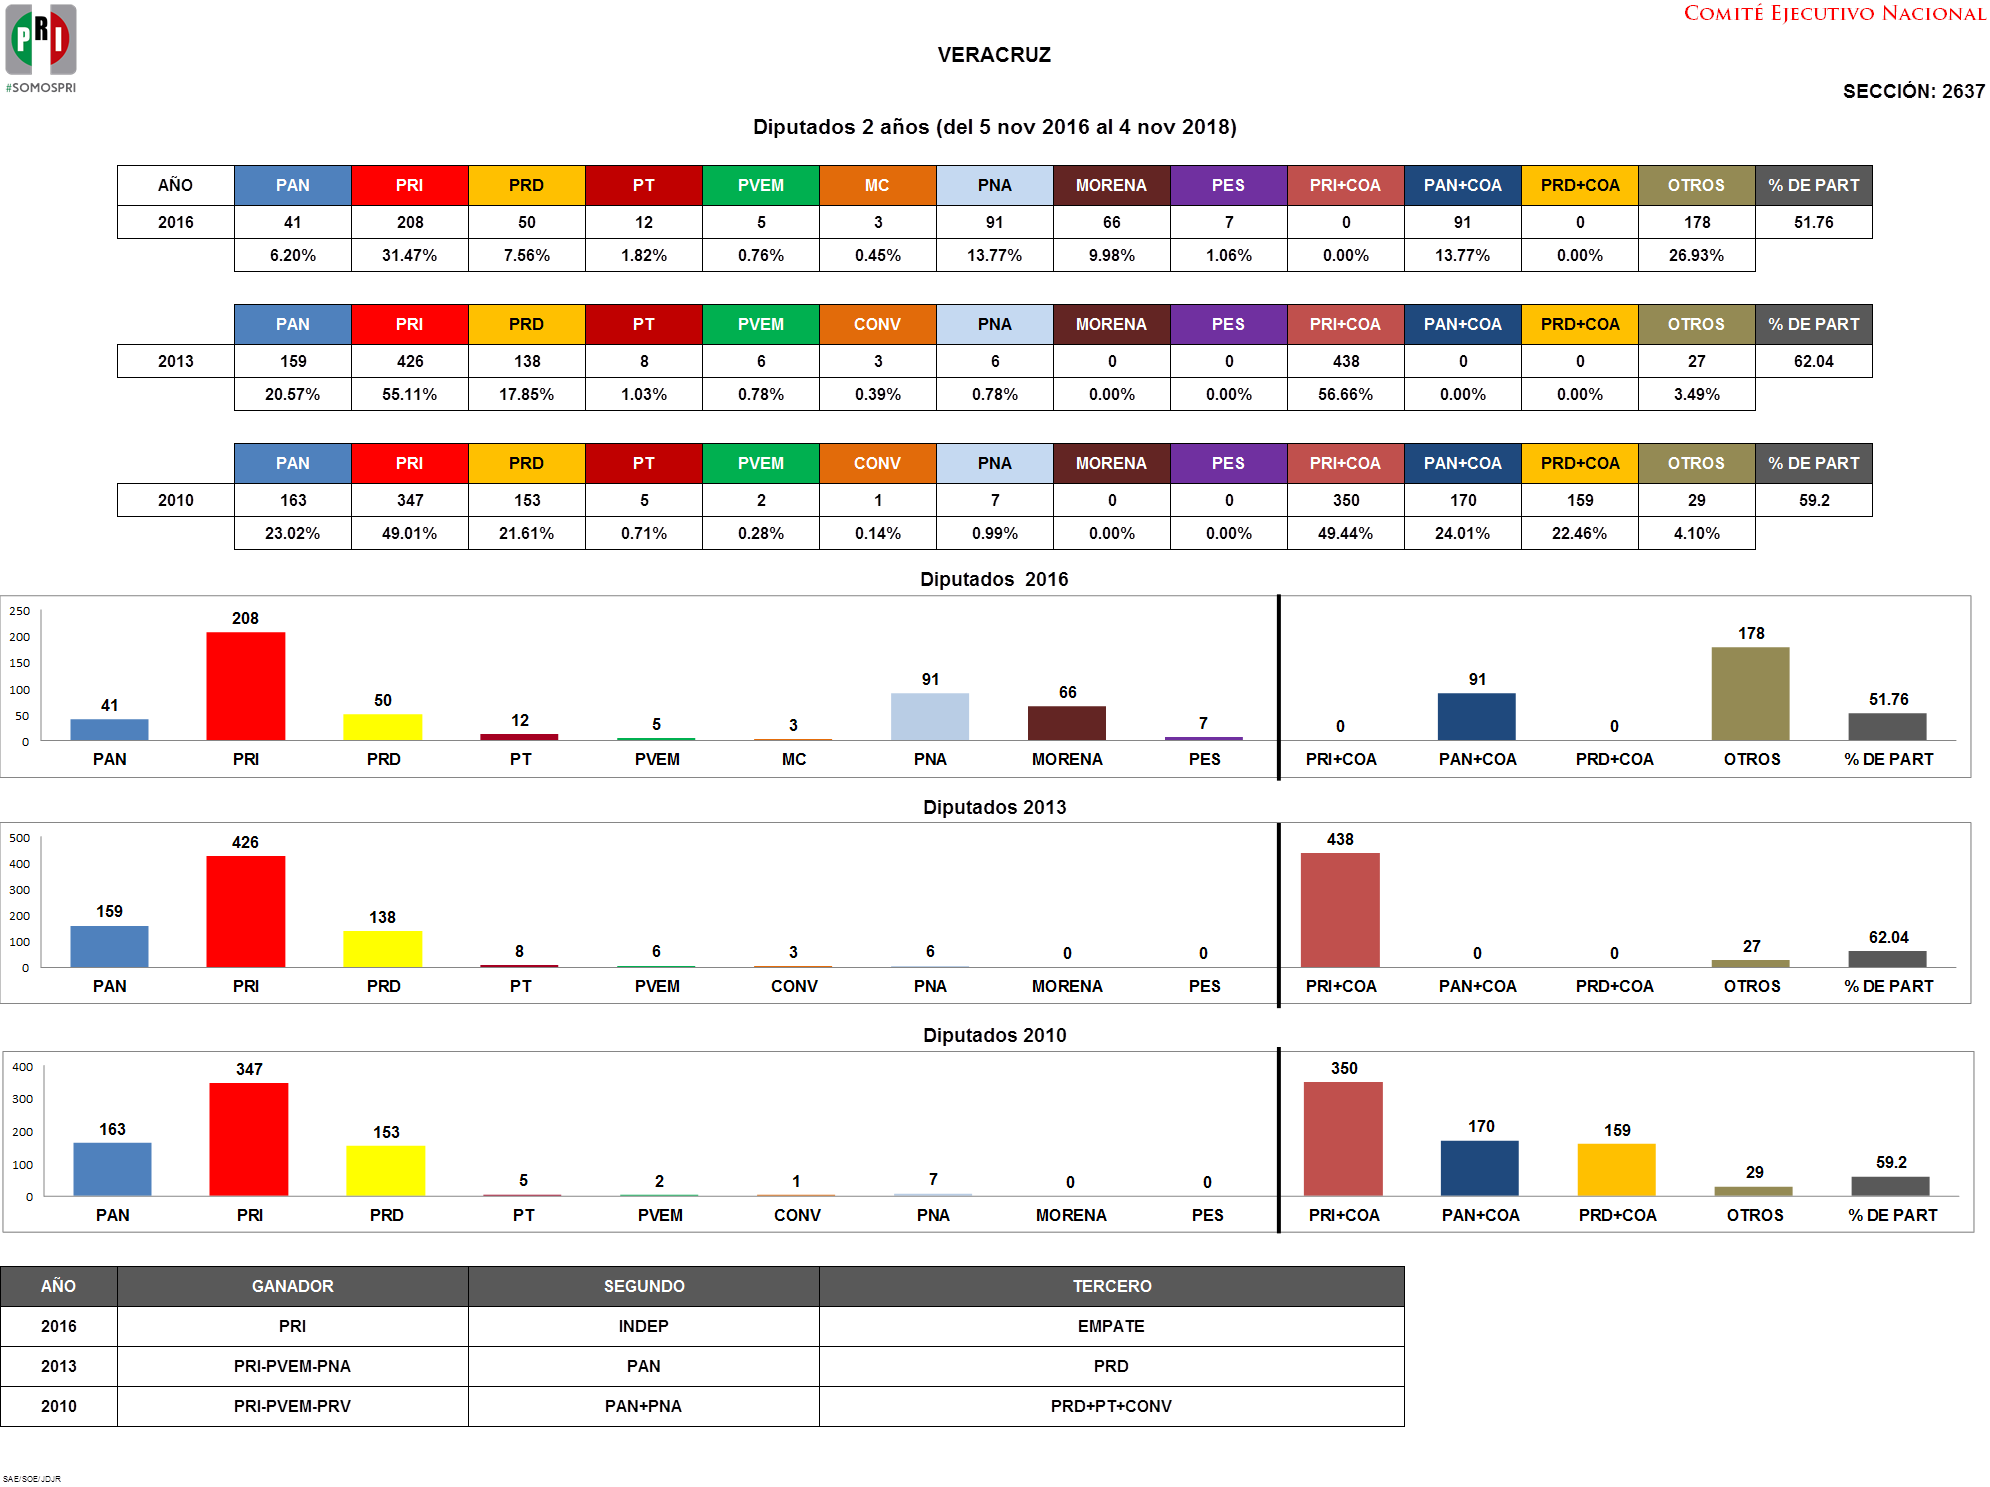 COMITÉ EJECUTIVO NACIONAL
PRI
#SOMOSPRI
VERACRUZ
SECCIÓN: 2637
Diputados 2 años (del 5 nov 2016 al 4 nov 2018)
AÑO PAN PRI PRD PT PVEM MC PNA MORENA PES PRI+COA PAN+COA PRD+COA OTROS % DE PART
2016 41 208 50 12 5 3 91 66 7 0 91 0 178 51.76
6.20% 31.47% 7.56% 1.82% 0.76% 0.45% 13.77% 9.98% 1.06% 0.00% 13.77% 0.00% 26.93%
PAN PRI PRD PT PVEM CONV PNA MORENA PES PRI+COA PAN+COA PRD+COA OTROS % DE PART
2013 159 426 138 8 6 3 6 0 0 438 0 0 27 62.04
20.57% 55.11% 17.85% 1.03% 0.78% 0.39% 0.78% 0.00% 0.00% 56.66% 0.00% 0.00% 3.49%
PAN PRI PRD PT PVEM CONV PNA MORENA PES PRI+COA PAN+COA PRD+COA OTROS % DE PART
2010 163 347 153 5 2 1 7 0 0 350 170 159 29 59.2
23.02% 49.01% 21.61% 0.71% 0.28% 0.14% 0.99% 0.00% 0.00% 49.44% 24.01% 22.46% 4.10%
Diputados  2016
250
200
150
100
50
0
41 208 50 12 5 3 91 66 7 0 91 0 178 51.76
PAN PRI PRD PT PVEM MC PNA MORENA PES PRI+COA PAN+COA PRD+COA OTROS % DE PART
Diputados 2013
500
400
300
200
100
0
159 426 138 8 6 3 6 0 0 438 0 0 27 62.04
PAN PRI PRD PT PVEM CONV PNA MORENA PES PRI+COA PAN+COA PRD+COA OTROS % DE PART
Diputados 2010
400
300
200
100
0
163 347 153 5 2 1 7 0 0 350 170 159 29 59.2
PAN PRI PRD PT PVEM CONV PNA MORENA PES PRI+COA PAN+COA PRD+COA OTROS % DE PART
AÑO GANADOR SEGUNDO TERCERO
2016 PRI INDEP EMPATE
2013 PRI-PVEM-PNA PAN PRD
2010 PRI-PVEM-PRV PAN+PNA PRD+PT+CONV
SAE/SOE/JDJR